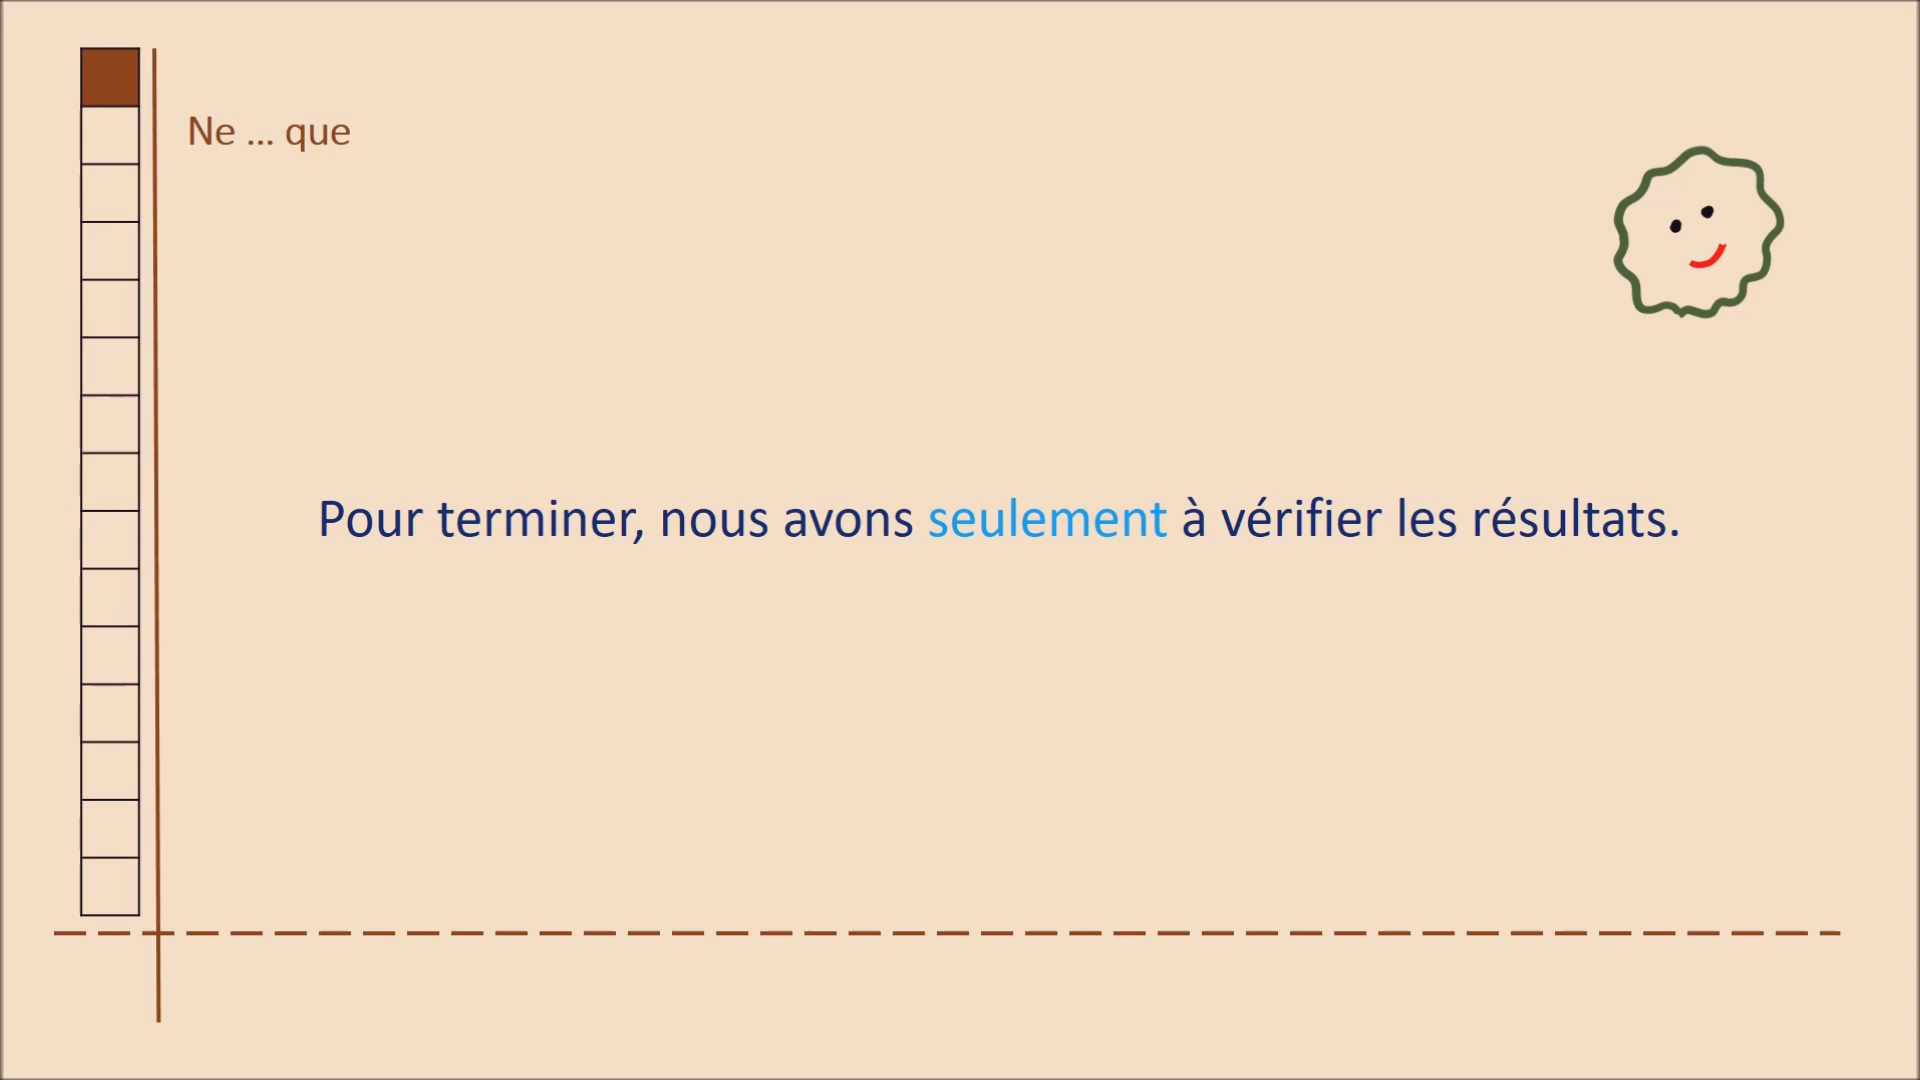 Ne ... que
Pour terminer, nous avons seulement à vérifier les résultats.